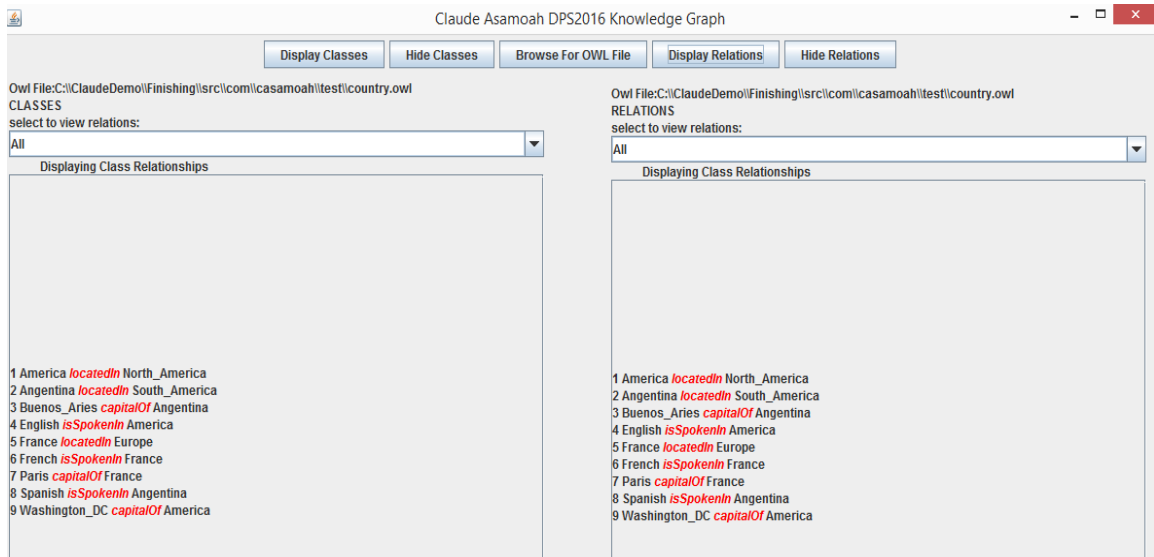 Claude Asamoah DPS2016 Knowledge Graph
Display Classes Hide Classes Browse For OWL File Display Relations Hide Relations
Owl File:C:\\ClaudeDemo\\Finishing\\src\\com\\casamoah\\test\\country.owl
CLASSES
select to view relations:
All
Displaying Class Relationships
1 America locatedIn North_America
2 Angentina locatedIn South_America
3 Buenos_Aries capitalOf Angentina
4 English isSpokenIn America
5 France locatedIn Europe
6 French isSpokenIn France
7 Paris capitalOf France
8 Spanish isSpokenIn Angentina
9 Washington_DC capitalOf America
Owl File:C:\\ClaudeDemo\\Finishing\\src\\com\\casamoah\\test\\country.owl
RELATIONS
select to view relations:
All
Displaying Class Relationships
1 America locatedIn North_America
2 Angentina locatedIn South_America
3 Buenos_Aries capitalOf Angentina
4 English isSpokenIn America
5 France locatedIn Europe
6 French isSpokenIn France
7 Paris capitalOf France
8 Spanish isSpokenIn Angentina
9 Washington_DC capitalOf America